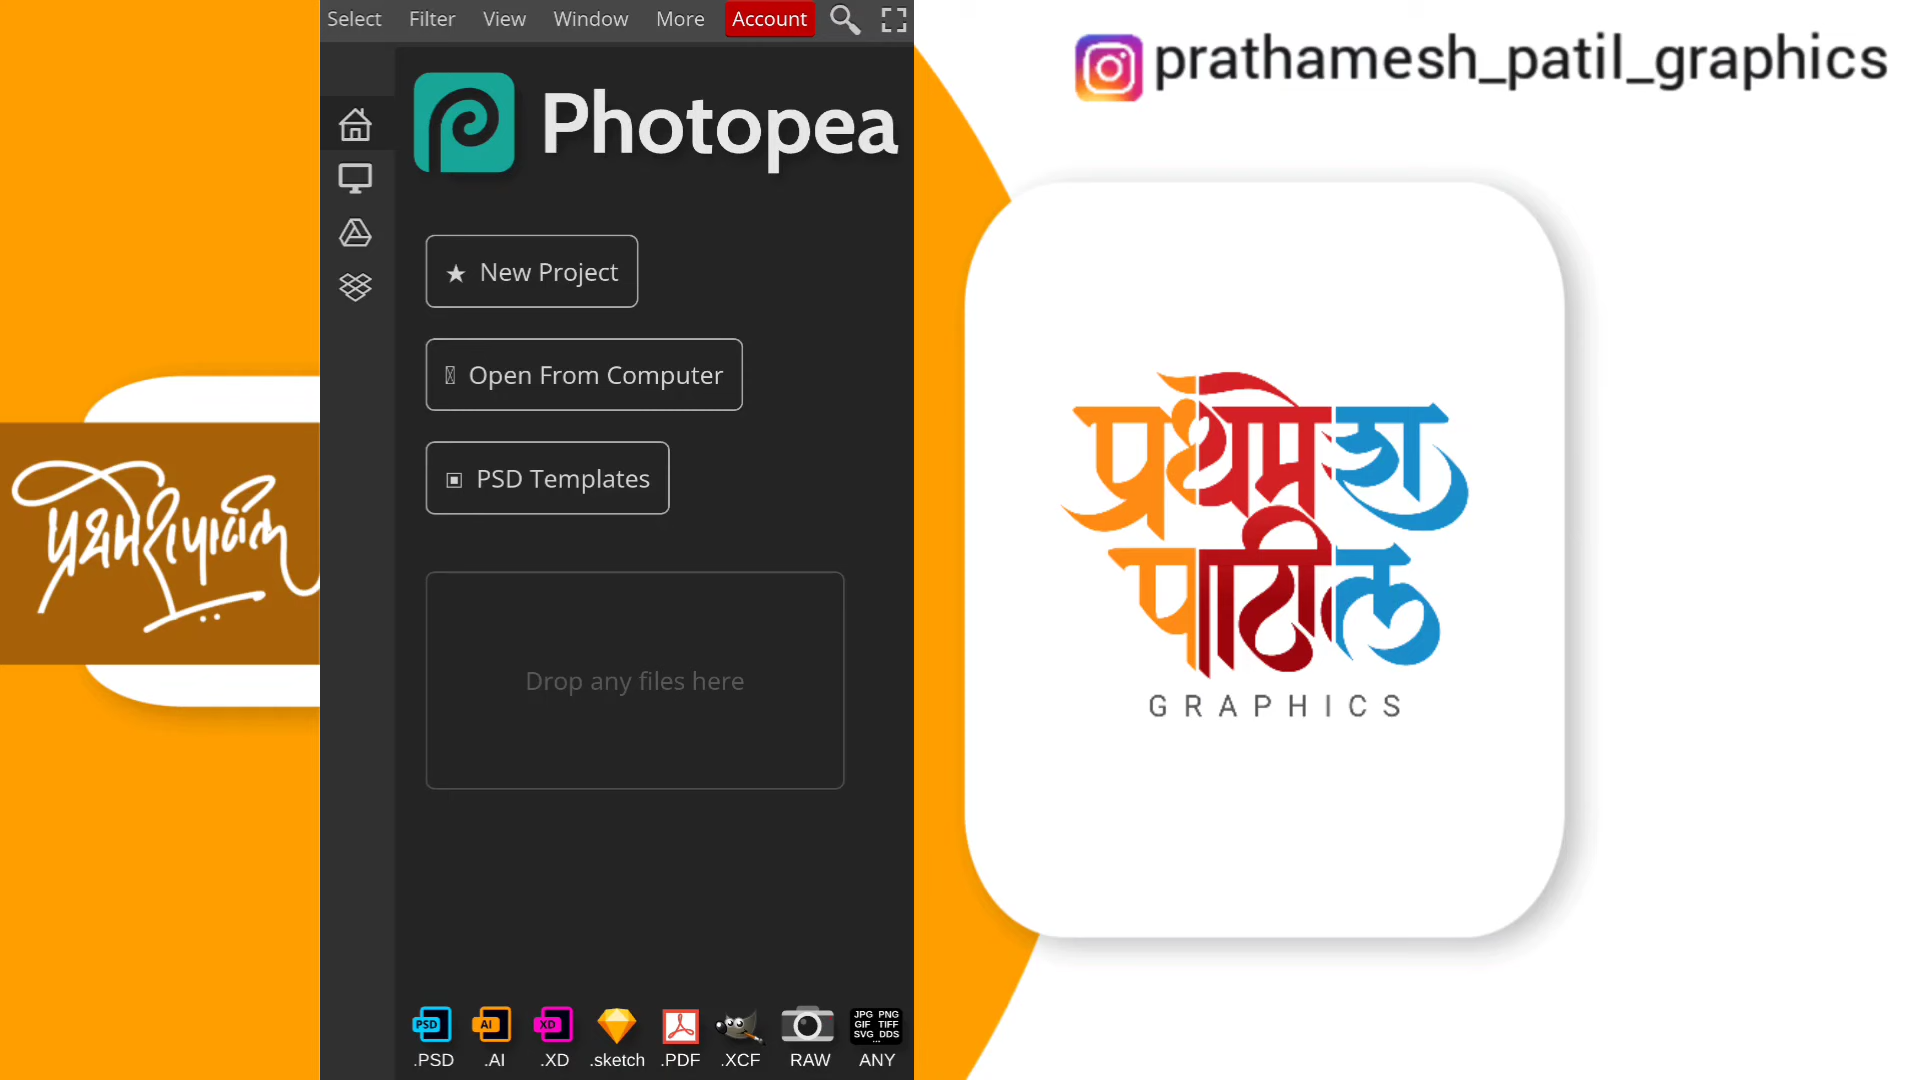 Select Filter View Window More Account
prathamesh_patil_graphics
Photopea
New Project
Open From Computer
PSD Templates
Drop any files here
प्रथमेश पाटील
प्रथमेश
पाटील
GRAPHICS
PSD AI XD JPG PNG
GIF TIFF
SVG DDS
...
.PSD .AI .XD .sketch .PDF .XCF RAW ANY